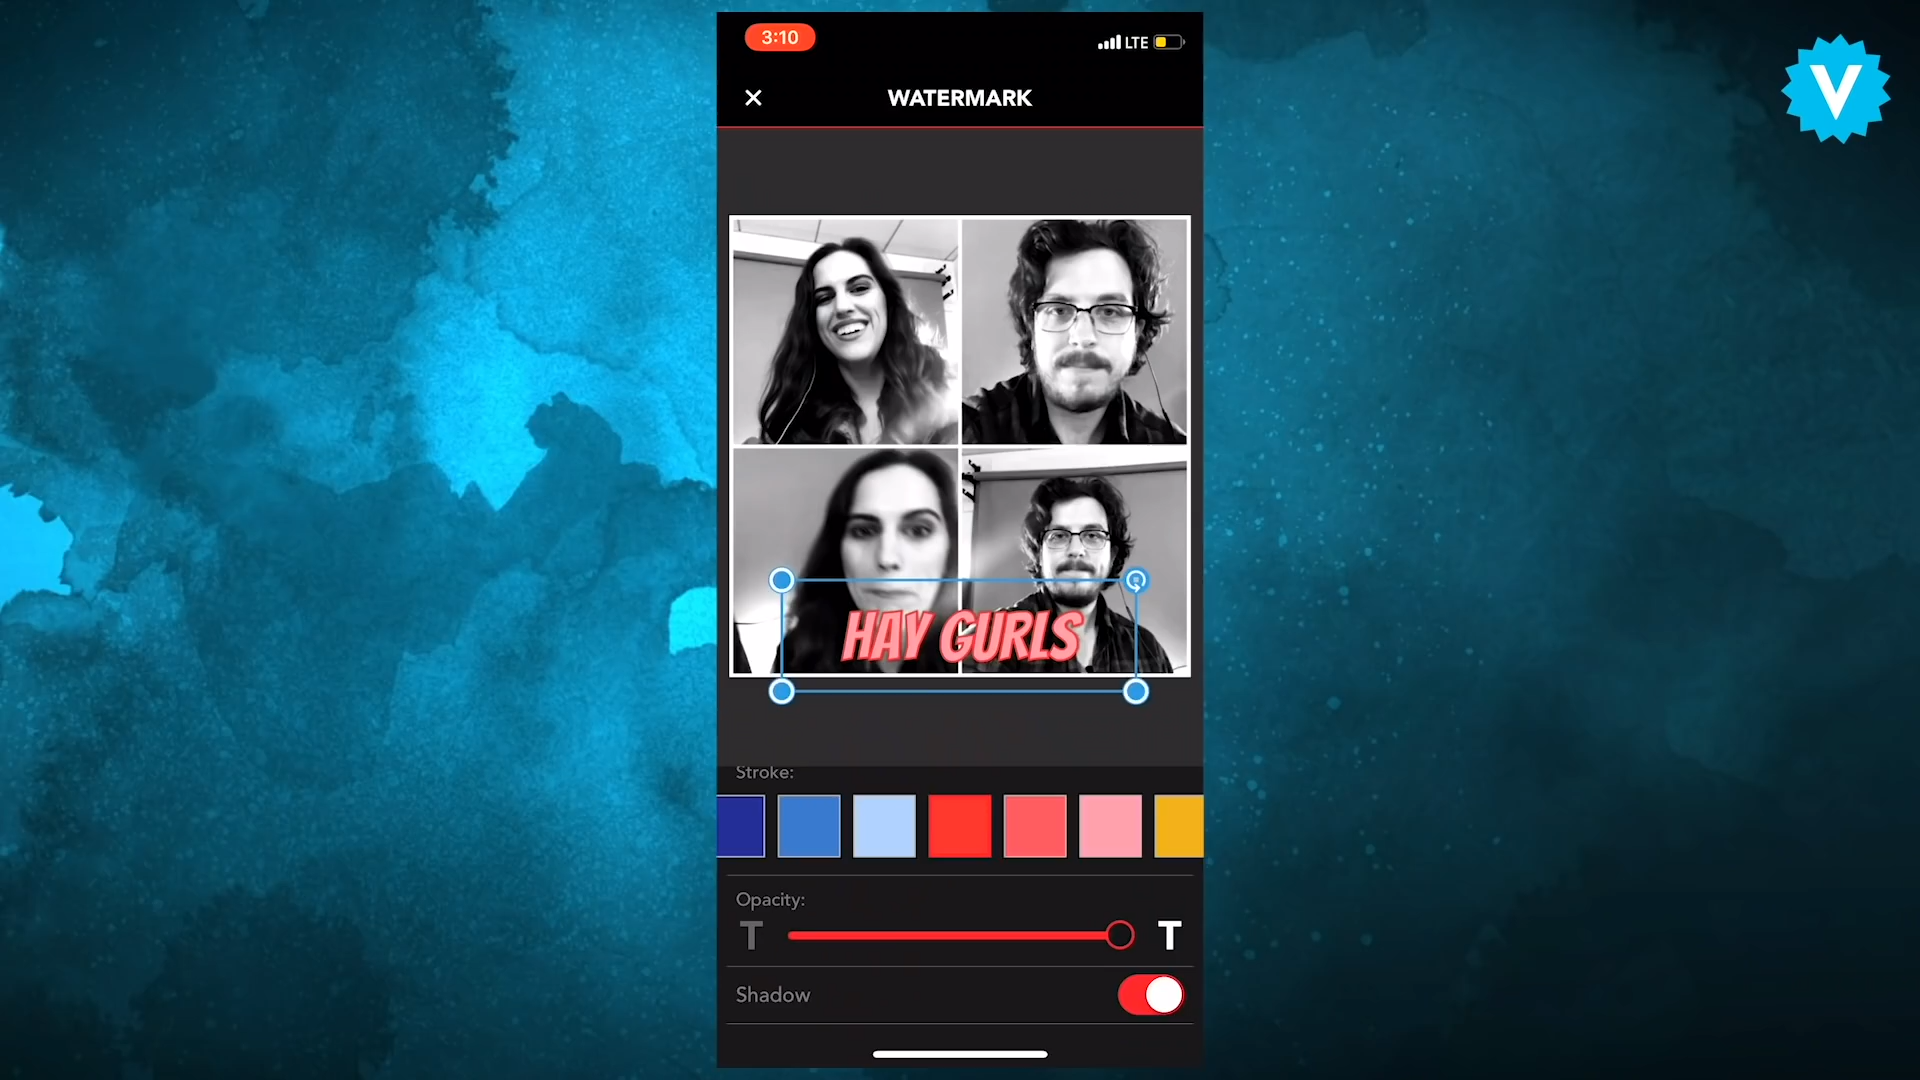 3:10
LTE
WATERMARK
V
HAY GURLS
Stroke:
Opacity:
T
T
Shadow